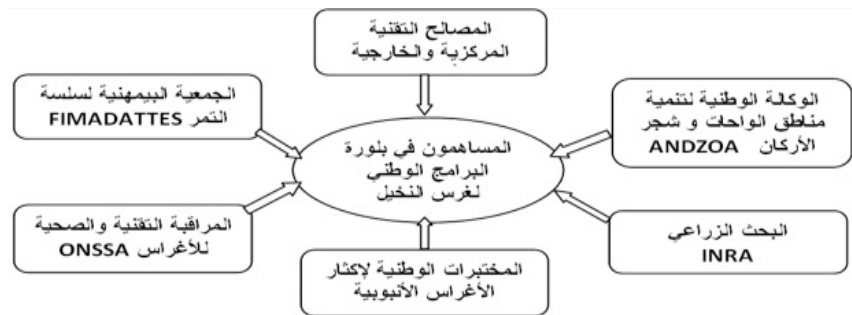 المصالح التقنية
المركزية والخارجية
الوكالة الوطنية لتنمية
مناطق الواحات و شجر
الأركان ANDZOA
الجمعية البيمهنية لسلسة
التمر FIMADATTES
المساهمون في بلورة
البرامج الوطني
لغرس النخيل
البحث الزراعي
INRA
المراقبة التقنية والصحية
للأغراس ONSSA
المختبرات الوطنية لإكثار
الأغراس الأنبوبية